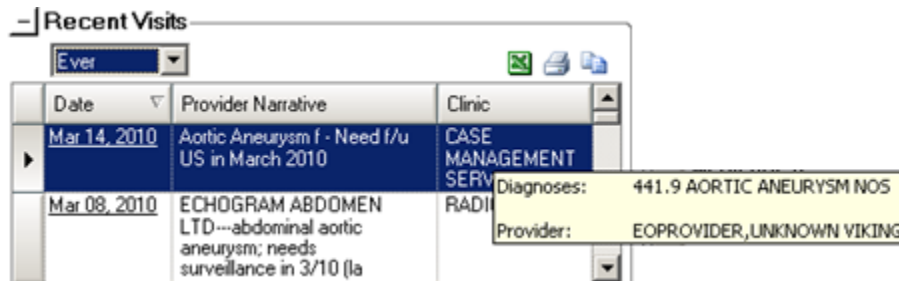 Recent Visits
Ever
Date Provider Narrative Clinic
Mar 14, 2010 Aortic Aneurysm f - Need f/u CASE
US in March 2010 MANAGEMENT
Diagnoses: 441.9 AORTIC ANEURYSM NOS
Mar 08, 2010 ECHOGRAM ABDOMEN
LTD---abdominal aortic Provider: EOPROVIDER,UNKNOWN VIKING
aneurysm; needs
surveillance in 3/10 (la